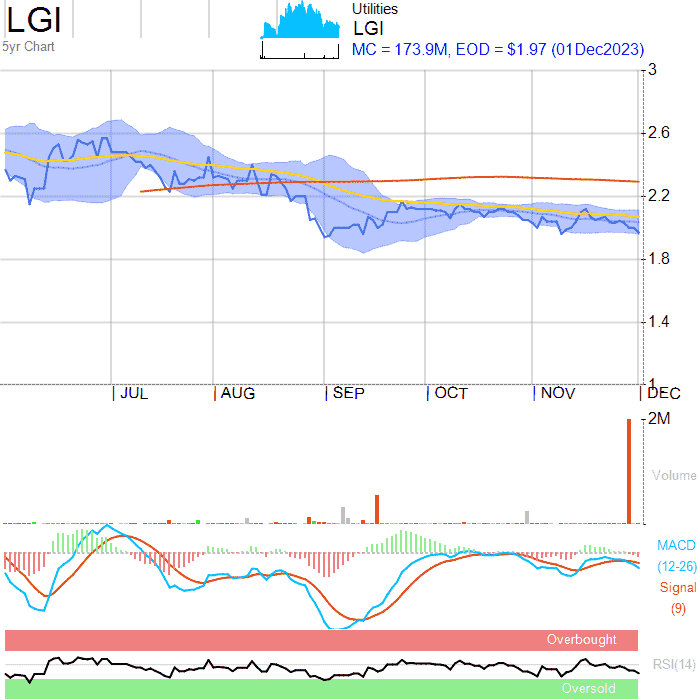 LGI
5yr Chart
Utilities
LGI
MC = 173.9M, EOD = $1.97 (01Dec2023)
3
2.6
2.2
1.8
1.4
1
JUL AUG SEP OCT NOV DEC
2M
Volume
MACD
(12-26)
Signal
(9)
Overbought
RSI(14)
Oversold